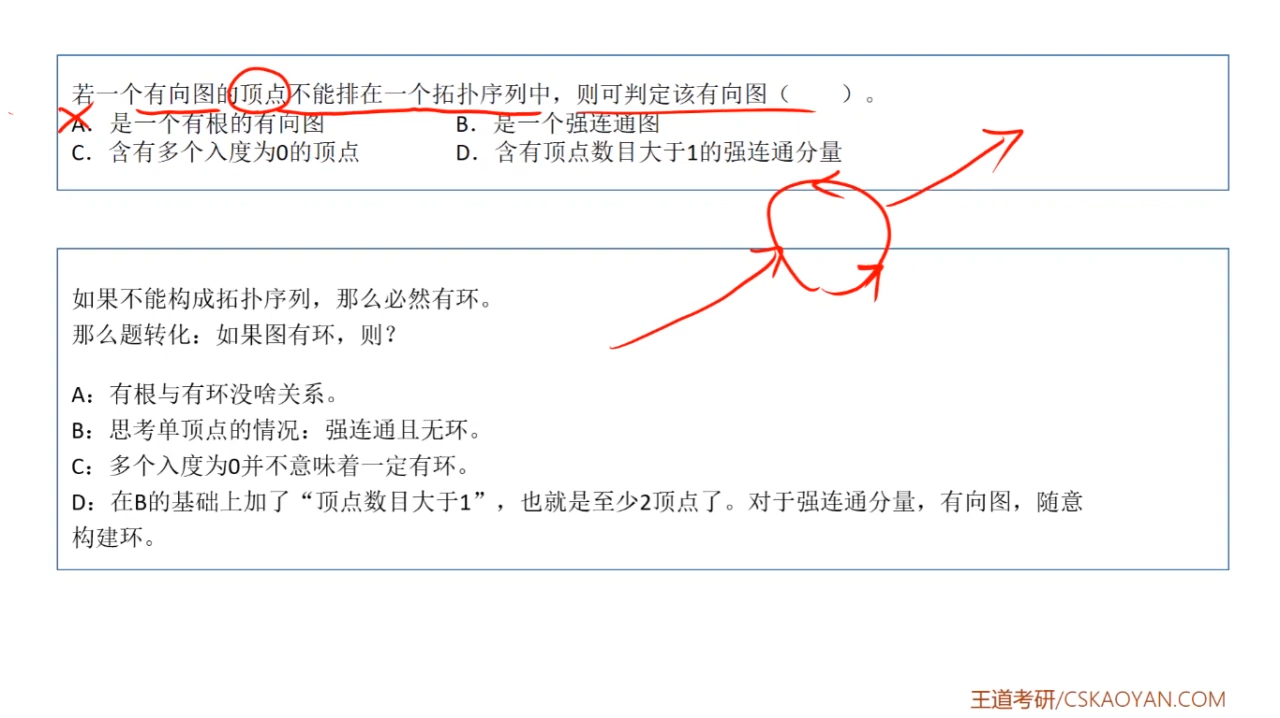 若一个有向图的顶点不能排在一个拓扑序列中，则可判定该有向图（　　）。
A．是一个有根的有向图　　B．是一个强连通图
C．含有多个入度为0的顶点　　D．含有顶点数目大于1的强连通分量
如果不能构成拓扑序列，那么必然有环。
那么题转化：如果图有环，则？
A：有根与有环没啥关系。
B：思考单顶点的情况：强连通且无环。
C：多个入度为0并不意味着一定有环。
D：在B的基础上加了“顶点数目大于1”，也就是至少2顶点了。对于强连通分量，有向图，随意
构建环。
王道考研/CSKAOYAN.COM